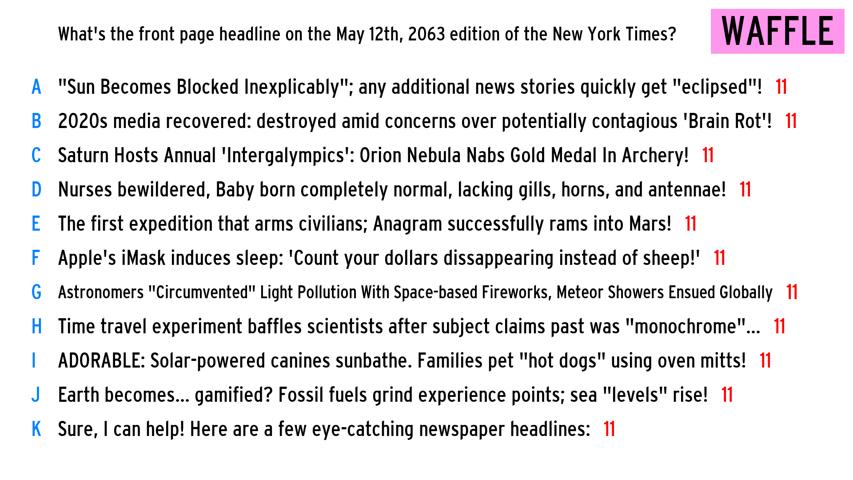 What's the front page headline on the May 12th, 2063 edition of the New York Times?
WAFFLE
A "Sun Becomes Blocked Inexplicably"; any additional news stories quickly get "eclipsed"! 11
B 2020s media recovered: destroyed amid concerns over potentially contagious 'Brain Rot'! 11
C Saturn Hosts Annual 'Intergalympics': Orion Nebula Nabs Gold Medal In Archery! 11
D Nurses bewildered, Baby born completely normal, lacking gills, horns, and antennae! 11
E The first expedition that arms civilians; Anagram successfully rams into Mars! 11
F Apple's iMask induces sleep: 'Count your dollars dissappearing instead of sheep!' 11
G Astronomers "Circumvented" Light Pollution With Space-based Fireworks, Meteor Showers Ensued Globally 11
H Time travel experiment baffles scientists after subject claims past was "monochrome"... 11
I ADORABLE: Solar-powered canines sunbathe. Families pet "hot dogs" using oven mitts! 11
J Earth becomes... gamified? Fossil fuels grind experience points; sea "levels" rise! 11
K Sure, I can help! Here are a few eye-catching newspaper headlines: 11